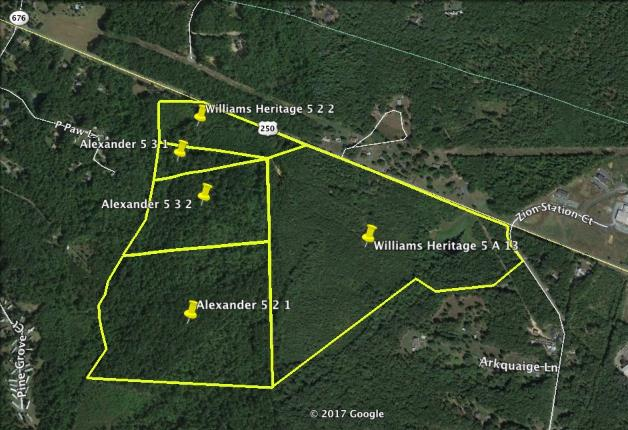 676
Williams Heritage 5 2 2
250
Alexander 5 3 1
Alexander 5 3 2
Zion Station Ct
Williams Heritage 5 A 13
Alexander 5 2 1
Pine Grove Ct
Arkquaige Ln
© 2017 Google